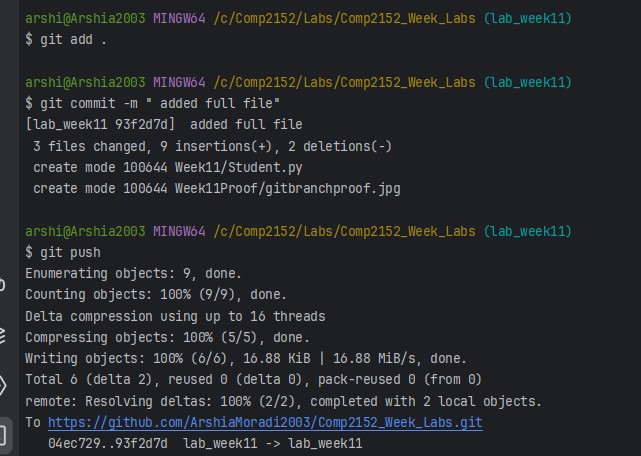 arshi@Arshia2003 MINGW64 /c/Comp2152/Labs/Comp2152_Week_Labs (lab_week11)
$ git add .
arshi@Arshia2003 MINGW64 /c/Comp2152/Labs/Comp2152_Week_Labs (lab_week11)
$ git commit -m " added full file"
[lab_week11 93f2d7d]  added full file
 3 files changed, 9 insertions(+), 2 deletions(-)
 create mode 100644 Week11/Student.py
 create mode 100644 Week11Proof/gitbranchproof.jpg
arshi@Arshia2003 MINGW64 /c/Comp2152/Labs/Comp2152_Week_Labs (lab_week11)
$ git push
Enumerating objects: 9, done.
Counting objects: 100% (9/9), done.
Delta compression using up to 16 threads
Compressing objects: 100% (5/5), done.
Writing objects: 100% (6/6), 16.88 KiB | 16.88 MiB/s, done.
Total 6 (delta 2), reused 0 (delta 0), pack-reused 0 (from 0)
remote: Resolving deltas: 100% (2/2), completed with 2 local objects.
To https://github.com/ArshiaMoradi2003/Comp2152_Week_Labs.git
   04ec729..93f2d7d  lab_week11 -> lab_week11